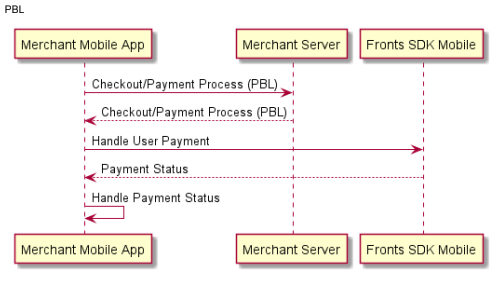 PBL
Merchant Mobile App
Merchant Server
Fronts SDK Mobile
Checkout/Payment Process (PBL)
Checkout/Payment Process (PBL)
Handle User Payment
Payment Status
Handle Payment Status
Merchant Mobile App
Merchant Server
Fronts SDK Mobile